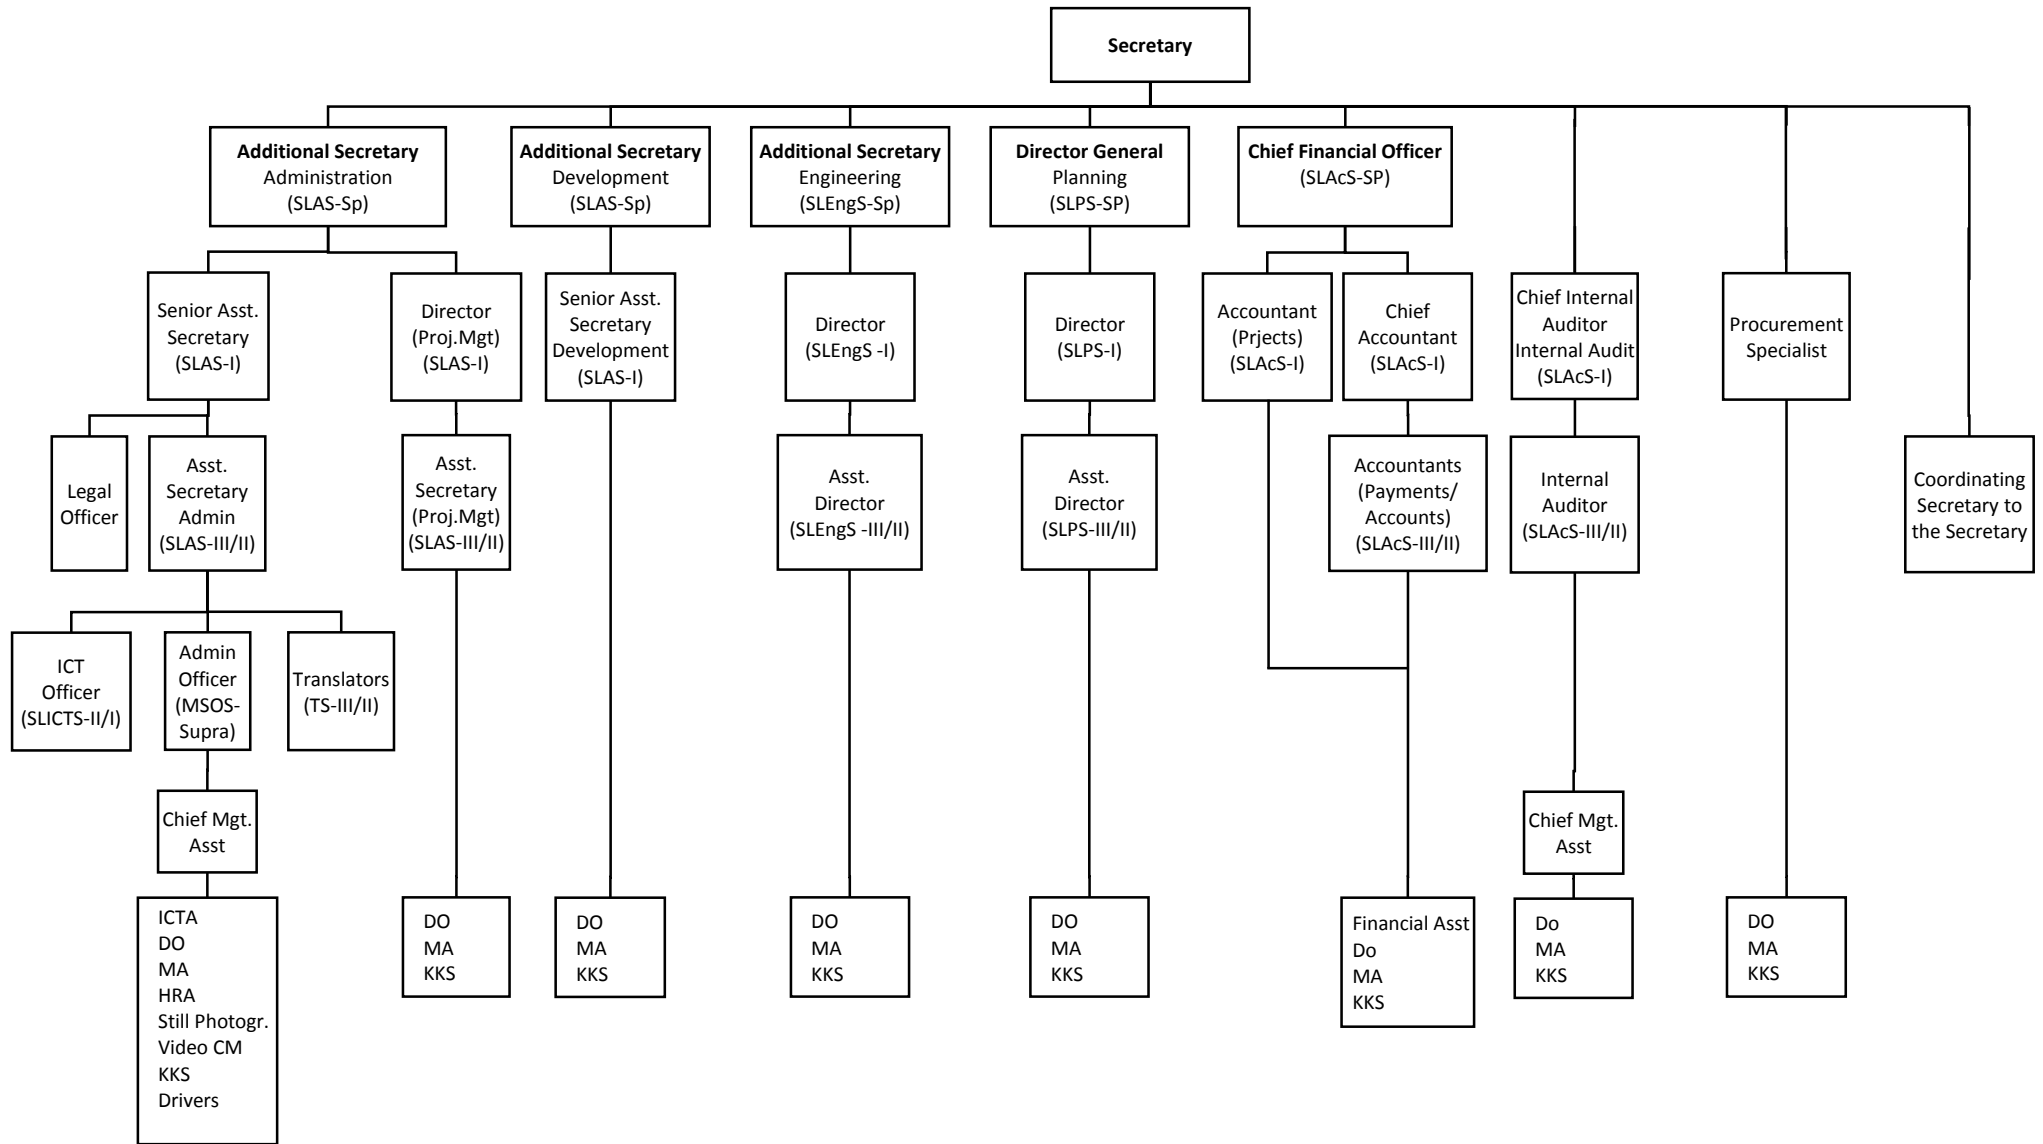 Secretary
Additional Secretary
Administration
(SLAS-Sp)
Additional Secretary
Development
(SLAS-Sp)
Additional Secretary
Engineering
(SLEngS-Sp)
Director General
Planning
(SLPS-SP)
Chief Financial Officer
(SLAcS-SP)
Senior Asst.
Secretary
(SLAS-I)
Director
(Proj.Mgt)
(SLAS-I)
Senior Asst.
Secretary
Development
(SLAS-I)
Director
(SLEngS -I)
Director
(SLPS-I)
Accountant
(Prjects)
(SLAcS-I)
Chief
Accountant
(SLAcS-I)
Chief Internal
Auditor
Internal Audit
(SLAcS-I)
Procurement
Specialist
Legal
Officer
Asst.
Secretary
Admin
(SLAS-III/II)
Asst.
Secretary
(Proj.Mgt)
(SLAS-III/II)
Asst.
Director
(SLEngS -III/II)
Asst.
Director
(SLPS-III/II)
Accountants
(Payments/
Accounts)
(SLAcS-III/II)
Internal
Auditor
(SLAcS-III/II)
Coordinating
Secretary to
the Secretary
ICT
Officer
(SLICTS-II/I)
Admin
Officer
(MSOS-
Supra)
Translators
(TS-III/II)
Chief Mgt.
Asst
Chief Mgt.
Asst
ICTA
DO
MA
HRA
Still Photogr.
Video CM
KKS
Drivers
DO
MA
KKS
DO
MA
KKS
DO
MA
KKS
DO
MA
KKS
Financial Asst
Do
MA
KKS
Do
MA
KKS
DO
MA
KKS